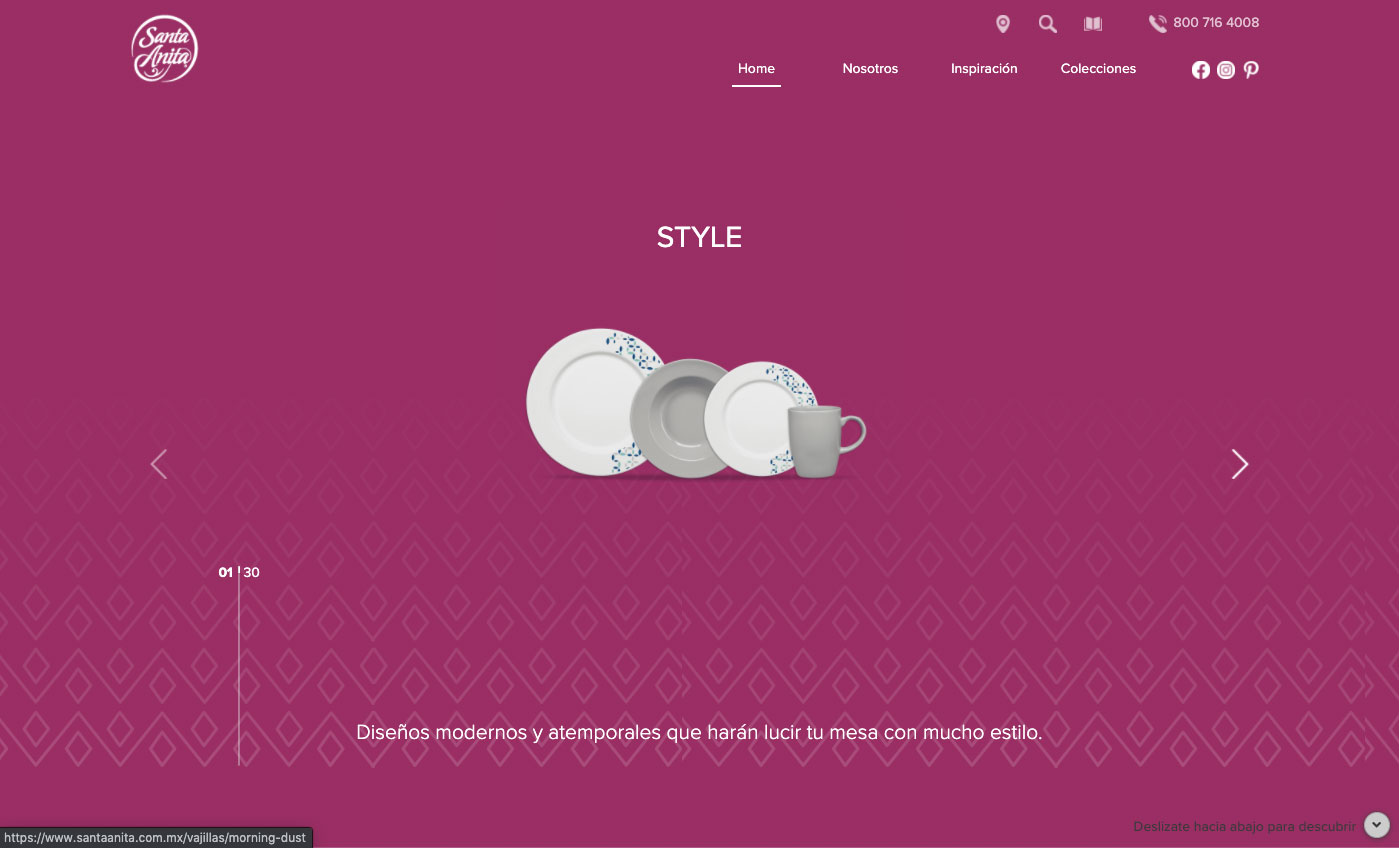 Santa
Anita
800 716 4008
Home
Nosotros
Inspiración
Colecciones
STYLE
01
30
Diseños modernos y atemporales que harán lucir tu mesa con mucho estilo.
Deslizate hacia abajo para descubrir
https://www.santaanita.com.mx/vajillas/morning-dust